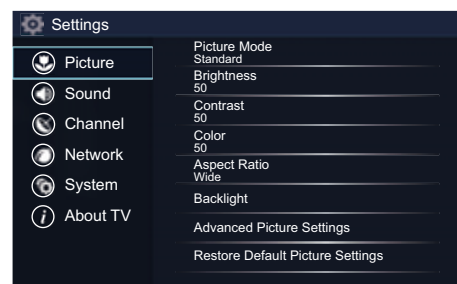 Settings
Picture
Sound
Channel
Network
System
About TV
Picture Mode
Standard
Brightness
50
Contrast
50
Color
50
Aspect Ratio
Wide
Backlight
Advanced Picture Settings
Restore Default Picture Settings